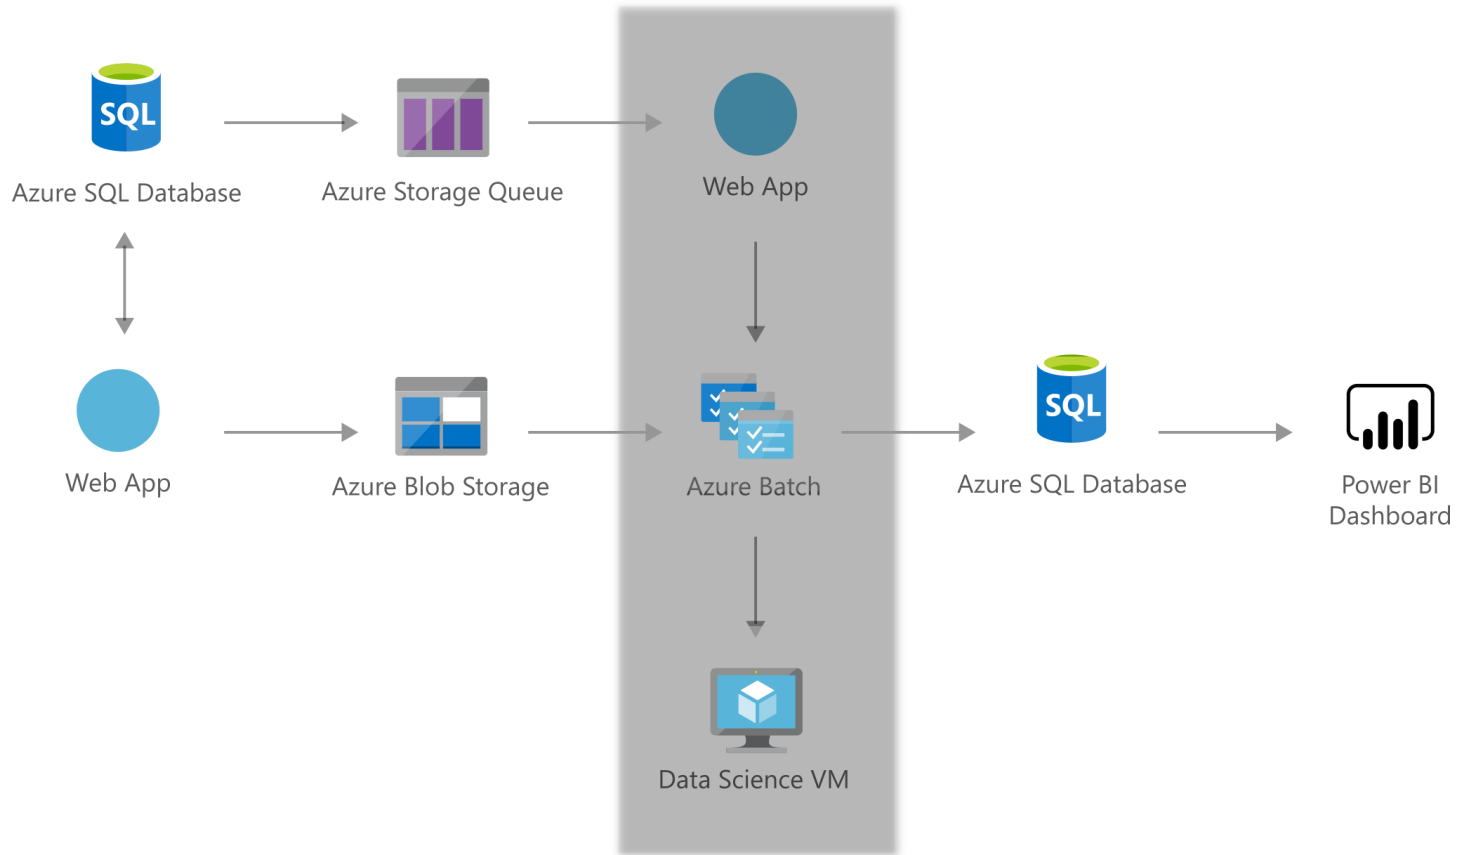 SQL
Azure SQL Database
Azure Storage Queue
Web App
Web App
Azure Blob Storage
Azure Batch
SQL
Azure SQL Database
Power BI
Dashboard
Data Science VM